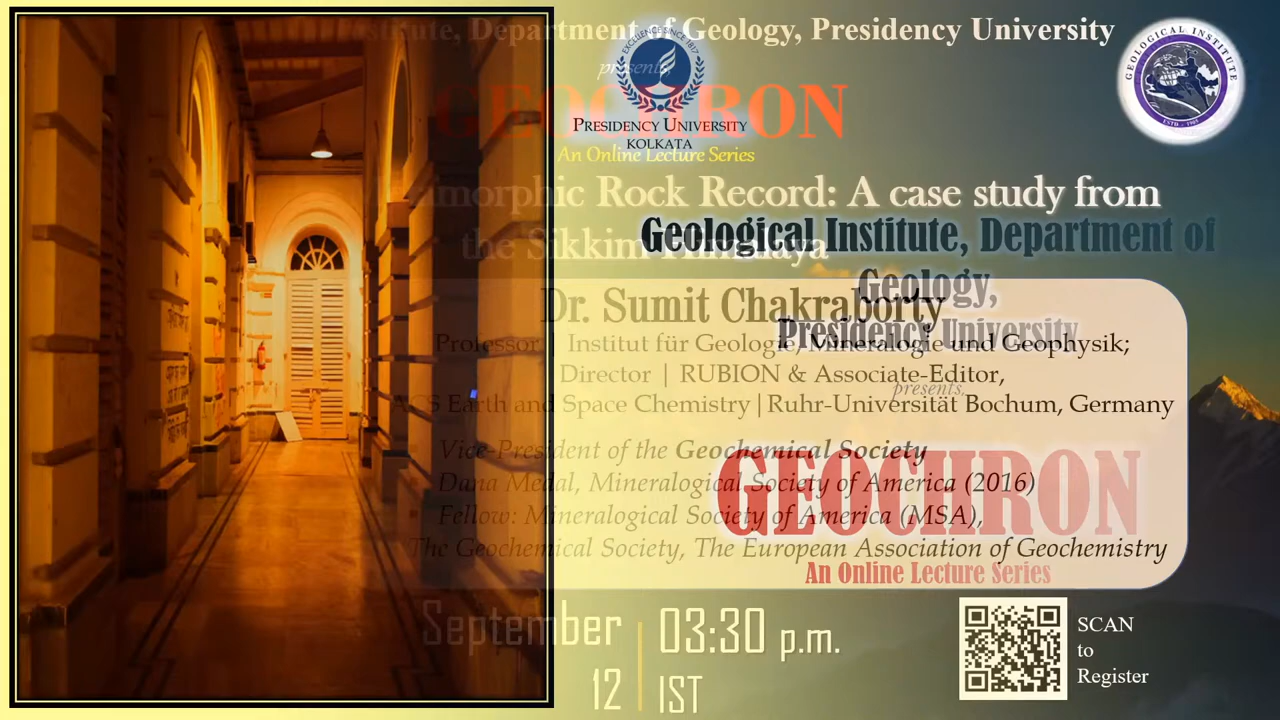 Institute, Department of Geology, Presidency University
presents,
GEOCHRON
An Online Lecture Series
EXCELLENCE SINCE 1817
PRESIDENCY UNIVERSITY
KOLKATA
GEOLOGICAL INSTITUTE
ESTD - 1905
Rock Record: A case study from
the Sikkim Himalaya
Geological Institute, Department of
Geology,
Presidency University
presents,
GEOCHRON
An Online Lecture Series
Dr. Sumit Chakraborty
Professor | Institut für Geologie, Mineralogie und Geophysik;
Director | RUBION & Associate-Editor,
ACS Earth and Space Chemistry | Ruhr-Universität Bochum, Germany
Vice-President of the Geochemical Society
Dana Medal, Mineralogical Society of America (2016)
Fellow: Mineralogical Society of America (MSA),
The Geochemical Society, The European Association of Geochemistry
September
12
03:30 p.m.
IST
SCAN
to
Register